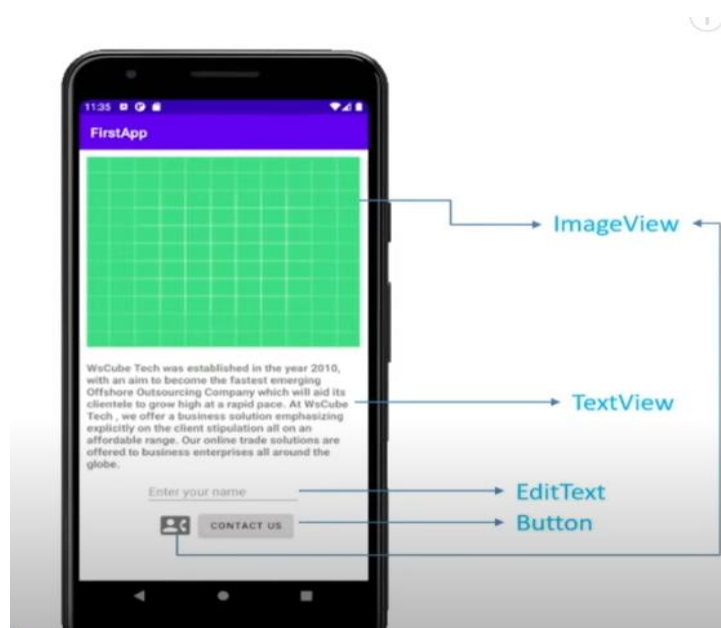 11:35
FirstApp
ImageView
WsCube Tech was established in the year 2010,
with an aim to become the fastest emerging
Offshore Outsourcing Company which will aid its
clientele to grow high at a rapid pace. At WsCube
Tech , we offer a business solution emphasizing
explicitly on the client stipulation all on an
affordable range. Our online trade solutions are
offered to business enterprises all around the
globe.
TextView
Enter your name
EditText
CONTACT US
Button